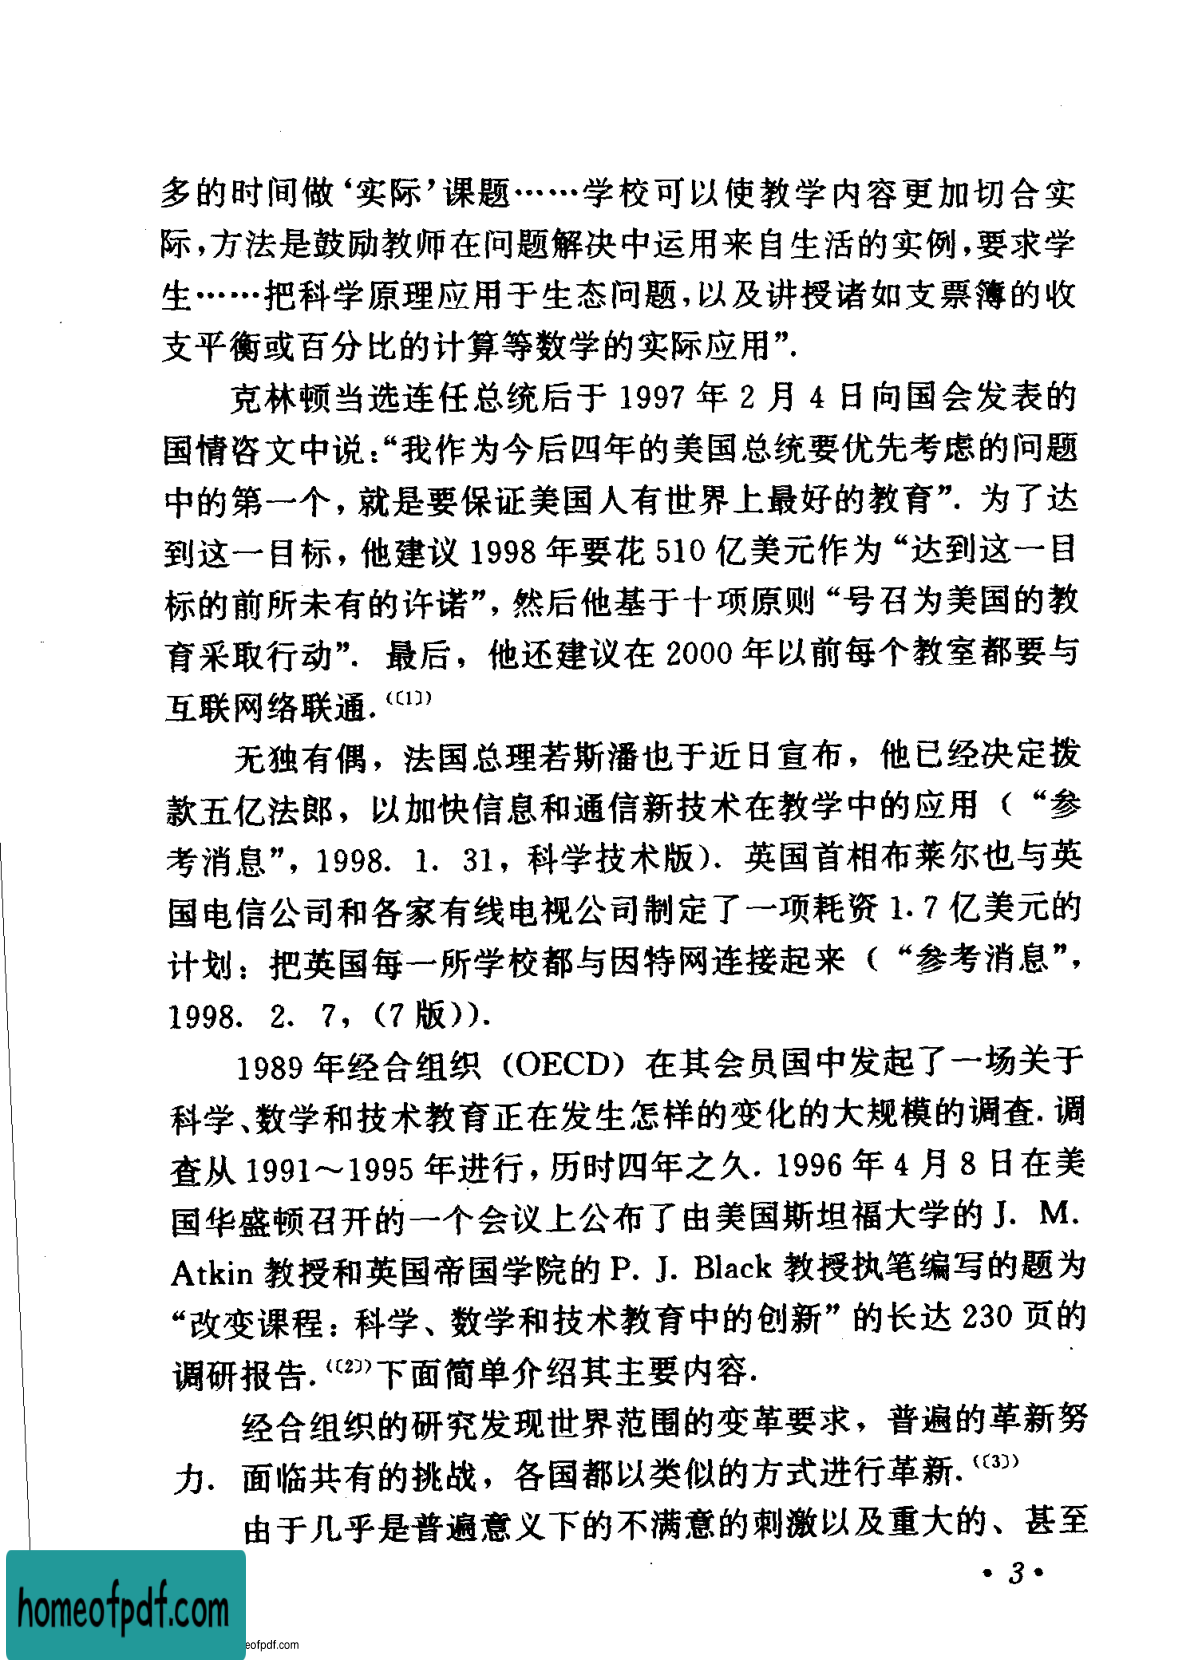 多的时间做‘实际’课题……学校可以使教学内容更加切合实
际,方法是鼓励教师在问题解决中运用来自生活的实例,要求学
生……把科学原理应用于生态问题,以及讲授诸如支票簿的收
支平衡或百分比的计算等数学的实际应用”.
克林顿当选连任总统后于 1997 年 2 月 4 日向国会发表的
国情咨文中说:“我作为今后四年的美国总统要优先考虑的问题
中的第一个,就是要保证美国人有世界上最好的教育”. 为了达
到这一目标,他建议 1998 年要花 510 亿美元作为“达到这一目
标的前所未有的许诺”,然后他基于十项原则“号召为美国的教
育采取行动”. 最后,他还建议在 2000 年以前每个教室都要与
互联网络联通.(〔1〕)
无独有偶,法国总理若斯潘也于近日宣布,他已经决定拨
款五亿法郎,以加快信息和通信新技术在教学中的应用(“参
考消息”,1998. 1. 31,科学技术版). 英国首相布莱尔也与英
国电信公司和各家有线电视公司制定了一项耗资 1.7 亿美元的
计划:把英国每一所学校都与因特网连接起来(“参考消息”,
1998. 2. 7,(7 版)).
1989 年经合组织(OECD)在其会员国中发起了一场关于
科学、数学和技术教育正在发生怎样的变化的大规模的调查.调
查从 1991～1995 年进行,历时四年之久. 1996 年 4 月 8 日在美
国华盛顿召开的一个会议上公布了由美国斯坦福大学的 J. M.
Atkin 教授和英国帝国学院的 P. J. Black 教授执笔编写的题为
“改变课程:科学、数学和技术教育中的创新”的长达 230 页的
调研报告.(〔2〕)下面简单介绍其主要内容.
经合组织的研究发现世界范围的变革要求,普遍的革新努
力. 面临共有的挑战,各国都以类似的方式进行革新.(〔3〕)
由于几乎是普遍意义下的不满意的刺激以及重大的、甚至
· 3 ·
homeofpdf.com
eofpdf.com